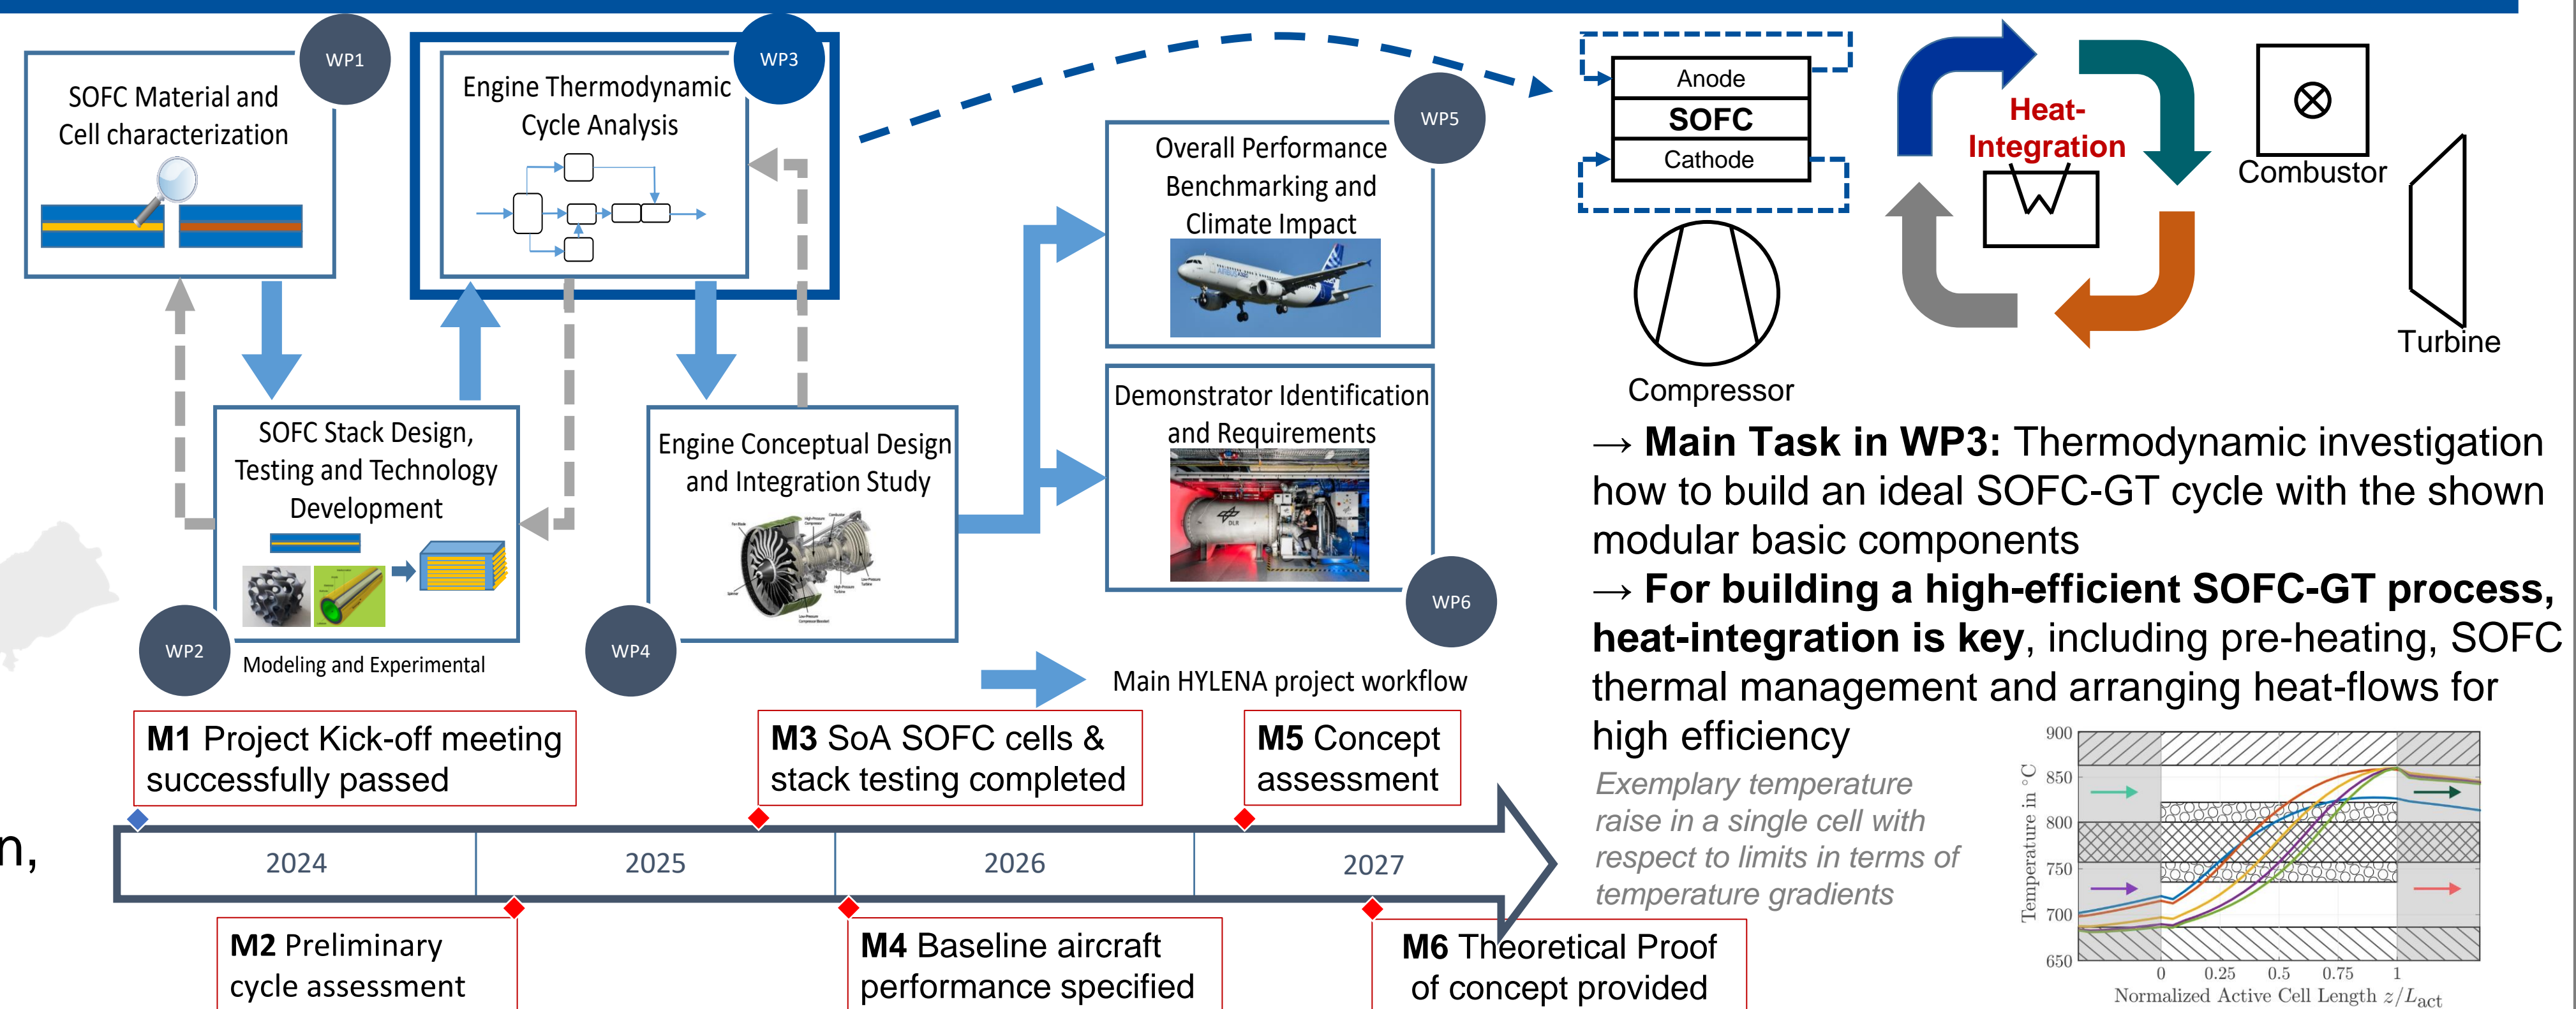 WP1
SOFC Material and
Cell characterization
WP3
Engine Thermodynamic
Cycle Analysis
WP5
Overall Performance
Benchmarking and
Climate Impact
Demonstrator Identification
and Requirements
DLR
WP6
SOFC Stack Design,
Testing and Technology
Development
WP2
Modeling and Experimental
Engine Conceptual Design
and Integration Study
WP4
Main HYLENA project workflow
Anode
SOFC
Cathode
Heat-
Integration
Combustor
Compressor
Turbine
→ Main Task in WP3: Thermodynamic investigation
how to build an ideal SOFC-GT cycle with the shown
modular basic components
→ For building a high-efficient SOFC-GT process,
heat-integration is key, including pre-heating, SOFC
thermal management and arranging heat-flows for
high efficiency
Exemplary temperature
raise in a single cell with
respect to limits in terms of
temperature gradients
Temperature in °C
900
850
800
750
700
650
0 0.25 0.5 0.75 1
Normalized Active Cell Length z/Lact
n,
M1 Project Kick-off meeting
successfully passed
M3 SoA SOFC cells &
stack testing completed
M5 Concept
assessment
2024 2025 2026 2027
M2 Preliminary
cycle assessment
M4 Baseline aircraft
performance specified
M6 Theoretical Proof
of concept provided